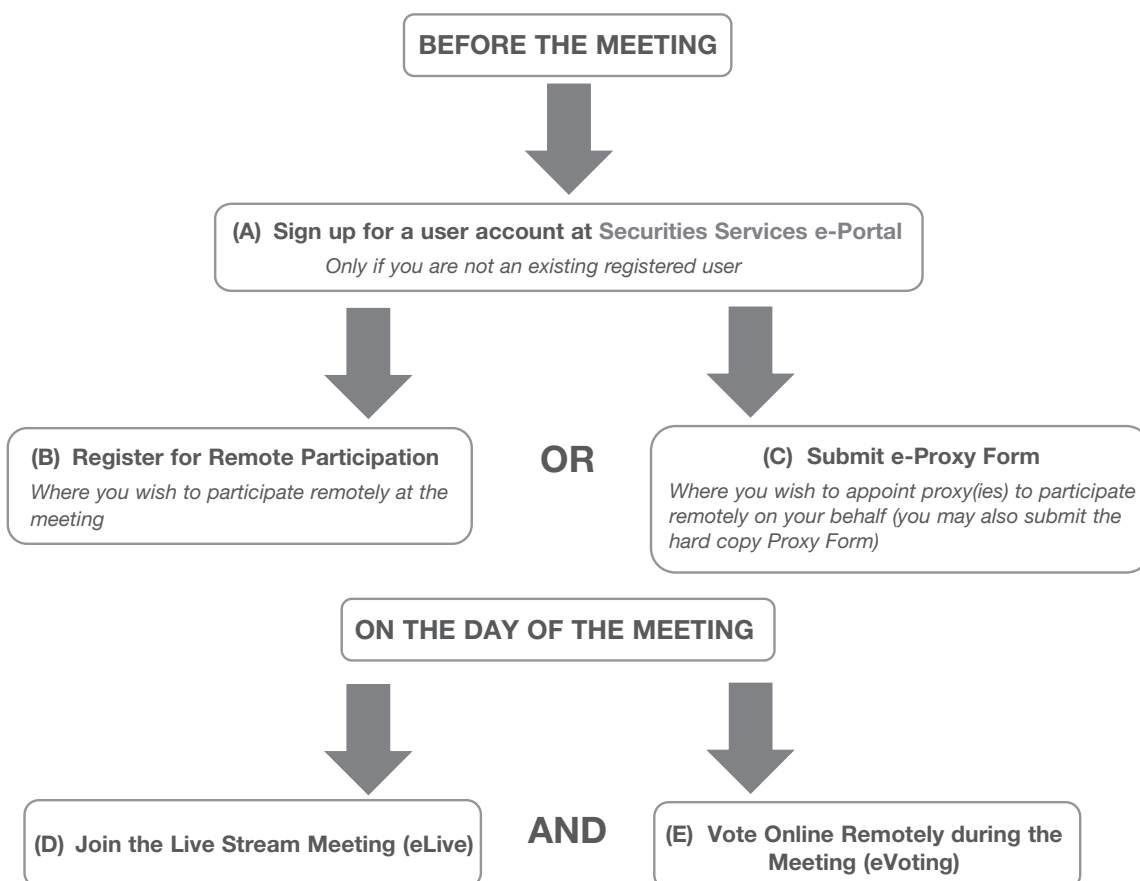 BEFORE THE MEETING
(A) Sign up for a user account at Securities Services e-Portal
Only if you are not an existing registered user
(B) Register for Remote Participation
Where you wish to participate remotely at the
meeting
OR
(C) Submit e-Proxy Form
Where you wish to appoint proxy(ies) to participate
remotely on your behalf (you may also submit the
hard copy Proxy Form)
ON THE DAY OF THE MEETING
(D) Join the Live Stream Meeting (eLive)
AND
(E) Vote Online Remotely during the
Meeting (eVoting)